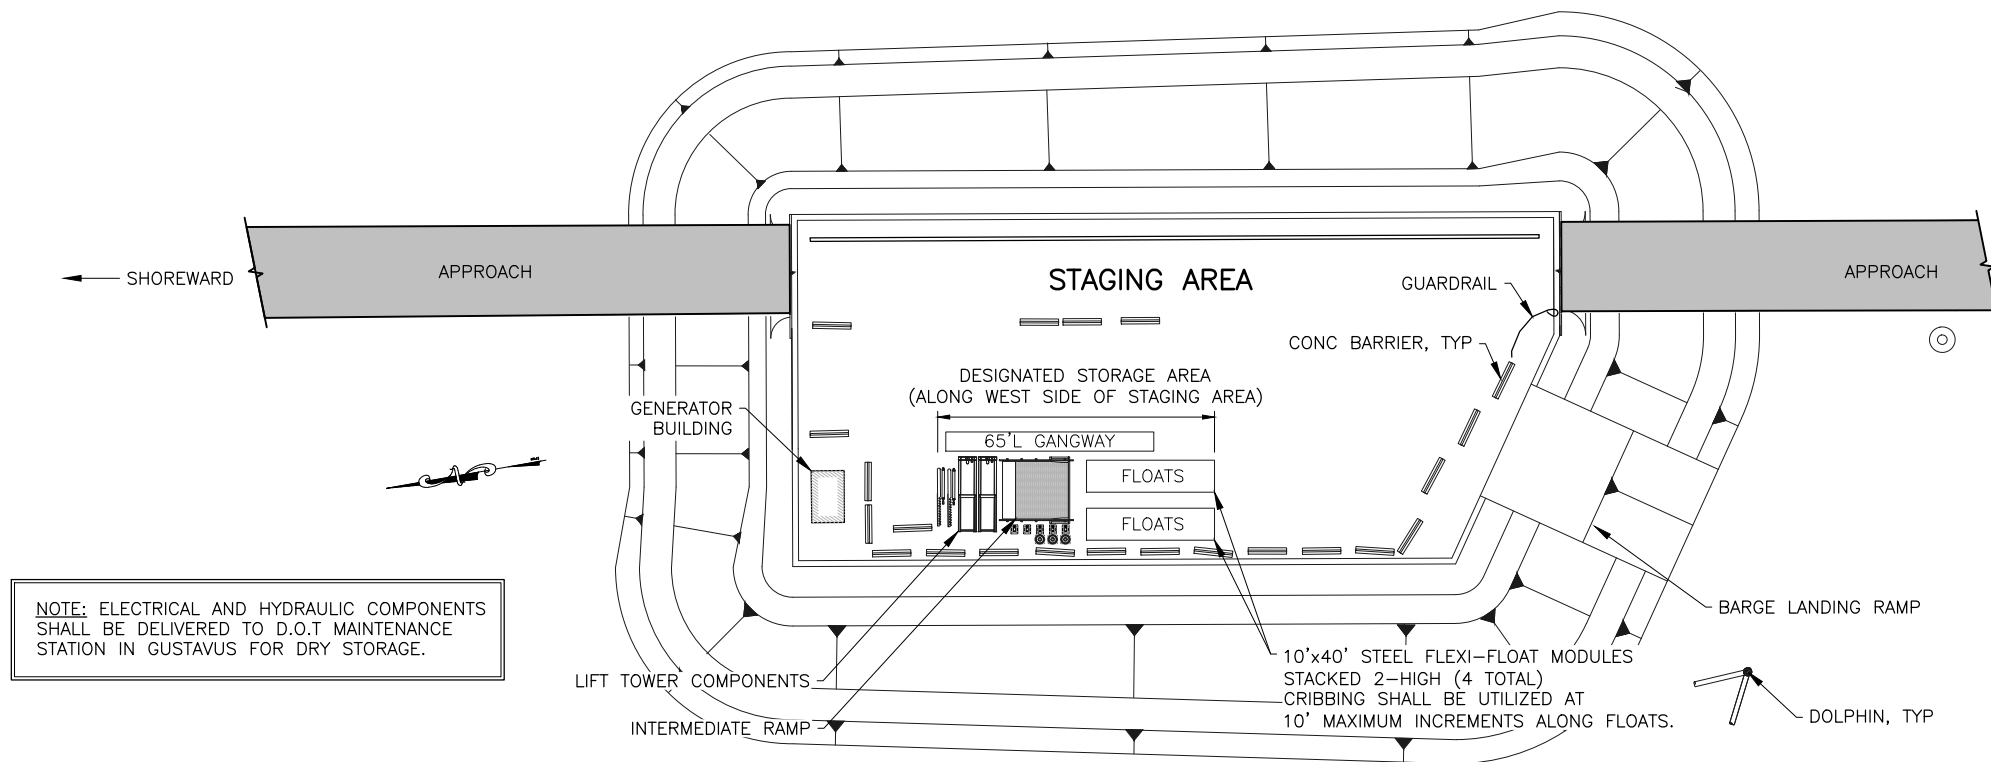 SHOREWARD
APPROACH
STAGING AREA
APPROACH
GUARDRAIL
CONC BARRIER, TYP
DESIGNATED STORAGE AREA
(ALONG WEST SIDE OF STAGING AREA)
GENERATOR
BUILDING
65'L GANGWAY
FLOATS
FLOATS
NOTE: ELECTRICAL AND HYDRAULIC COMPONENTS
SHALL BE DELIVERED TO D.O.T MAINTENANCE
STATION IN GUSTAVUS FOR DRY STORAGE.
BARGE LANDING RAMP
LIFT TOWER COMPONENTS
INTERMEDIATE RAMP
10'x40' STEEL FLEXI-FLOAT MODULES
STACKED 2-HIGH (4 TOTAL)
CRIBBING SHALL BE UTILIZED AT
10' MAXIMUM INCREMENTS ALONG FLOATS.
DOLPHIN, TYP